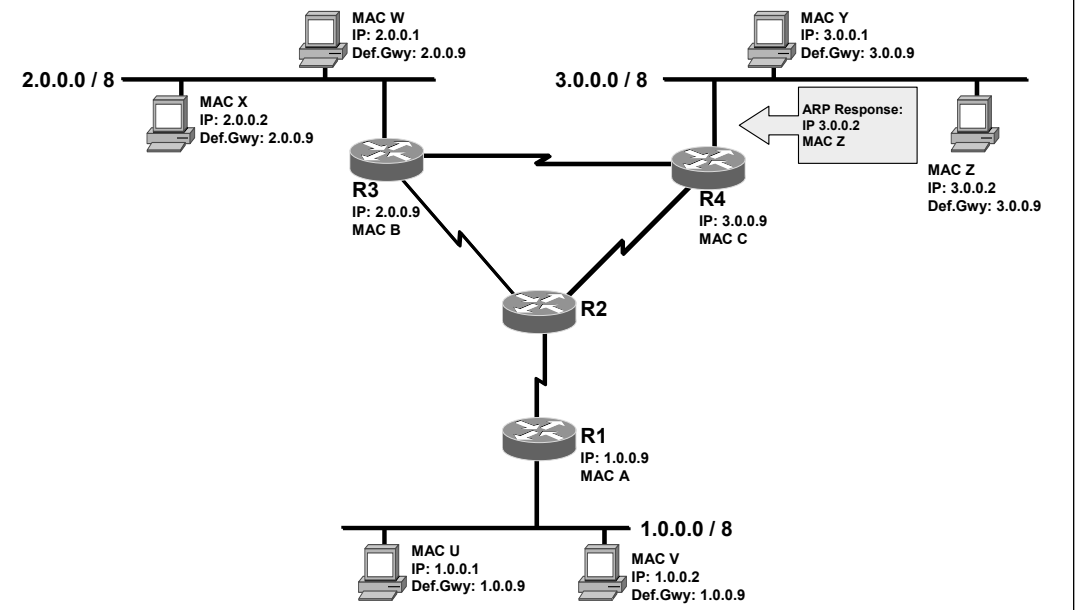 MAC W
IP: 2.0.0.1
Def.Gwy: 2.0.0.9
MAC Y
IP: 3.0.0.1
Def.Gwy: 3.0.0.9
2.0.0.0 / 8
3.0.0.0 / 8
MAC X
IP: 2.0.0.2
Def.Gwy: 2.0.0.9
ARP Response:
IP 3.0.0.2
MAC Z
MAC Z
IP: 3.0.0.2
Def.Gwy: 3.0.0.9
R3
IP: 2.0.0.9
MAC B
R4
IP: 3.0.0.9
MAC C
R2
R1
IP: 1.0.0.9
MAC A
1.0.0.0 / 8
MAC U
IP: 1.0.0.1
Def.Gwy: 1.0.0.9
MAC V
IP: 1.0.0.2
Def.Gwy: 1.0.0.9